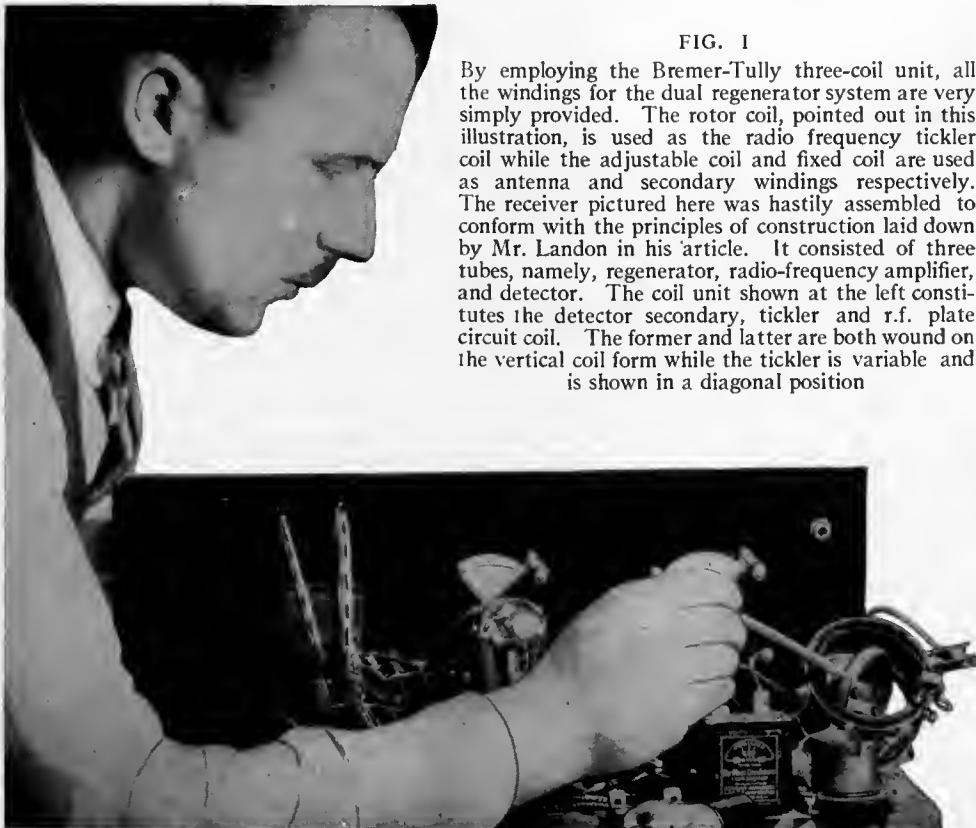 FIG. I
By employing the Bremer-Tully three-coil unit, all
the windings for the dual regenerator system are very
simply provided. The rotor coil, pointed out in this
illustration, is used as the radio frequency tickler
coil while the adjustable coil and fixed coil are used
as antenna and secondary windings respectively.
The receiver pictured here was hastily assembled to
conform with the principles of construction laid down
by Mr. Landon in his article. It consisted of three
tubes, namely, regenerator, radio-frequency amplifier,
and detector. The coil unit shown at the left consti-
tutes the detector secondary, tickler and r.f. plate
circuit coil. The former and latter are both wound on
the vertical coil form while the tickler is variable and
is shown in a diagonal position